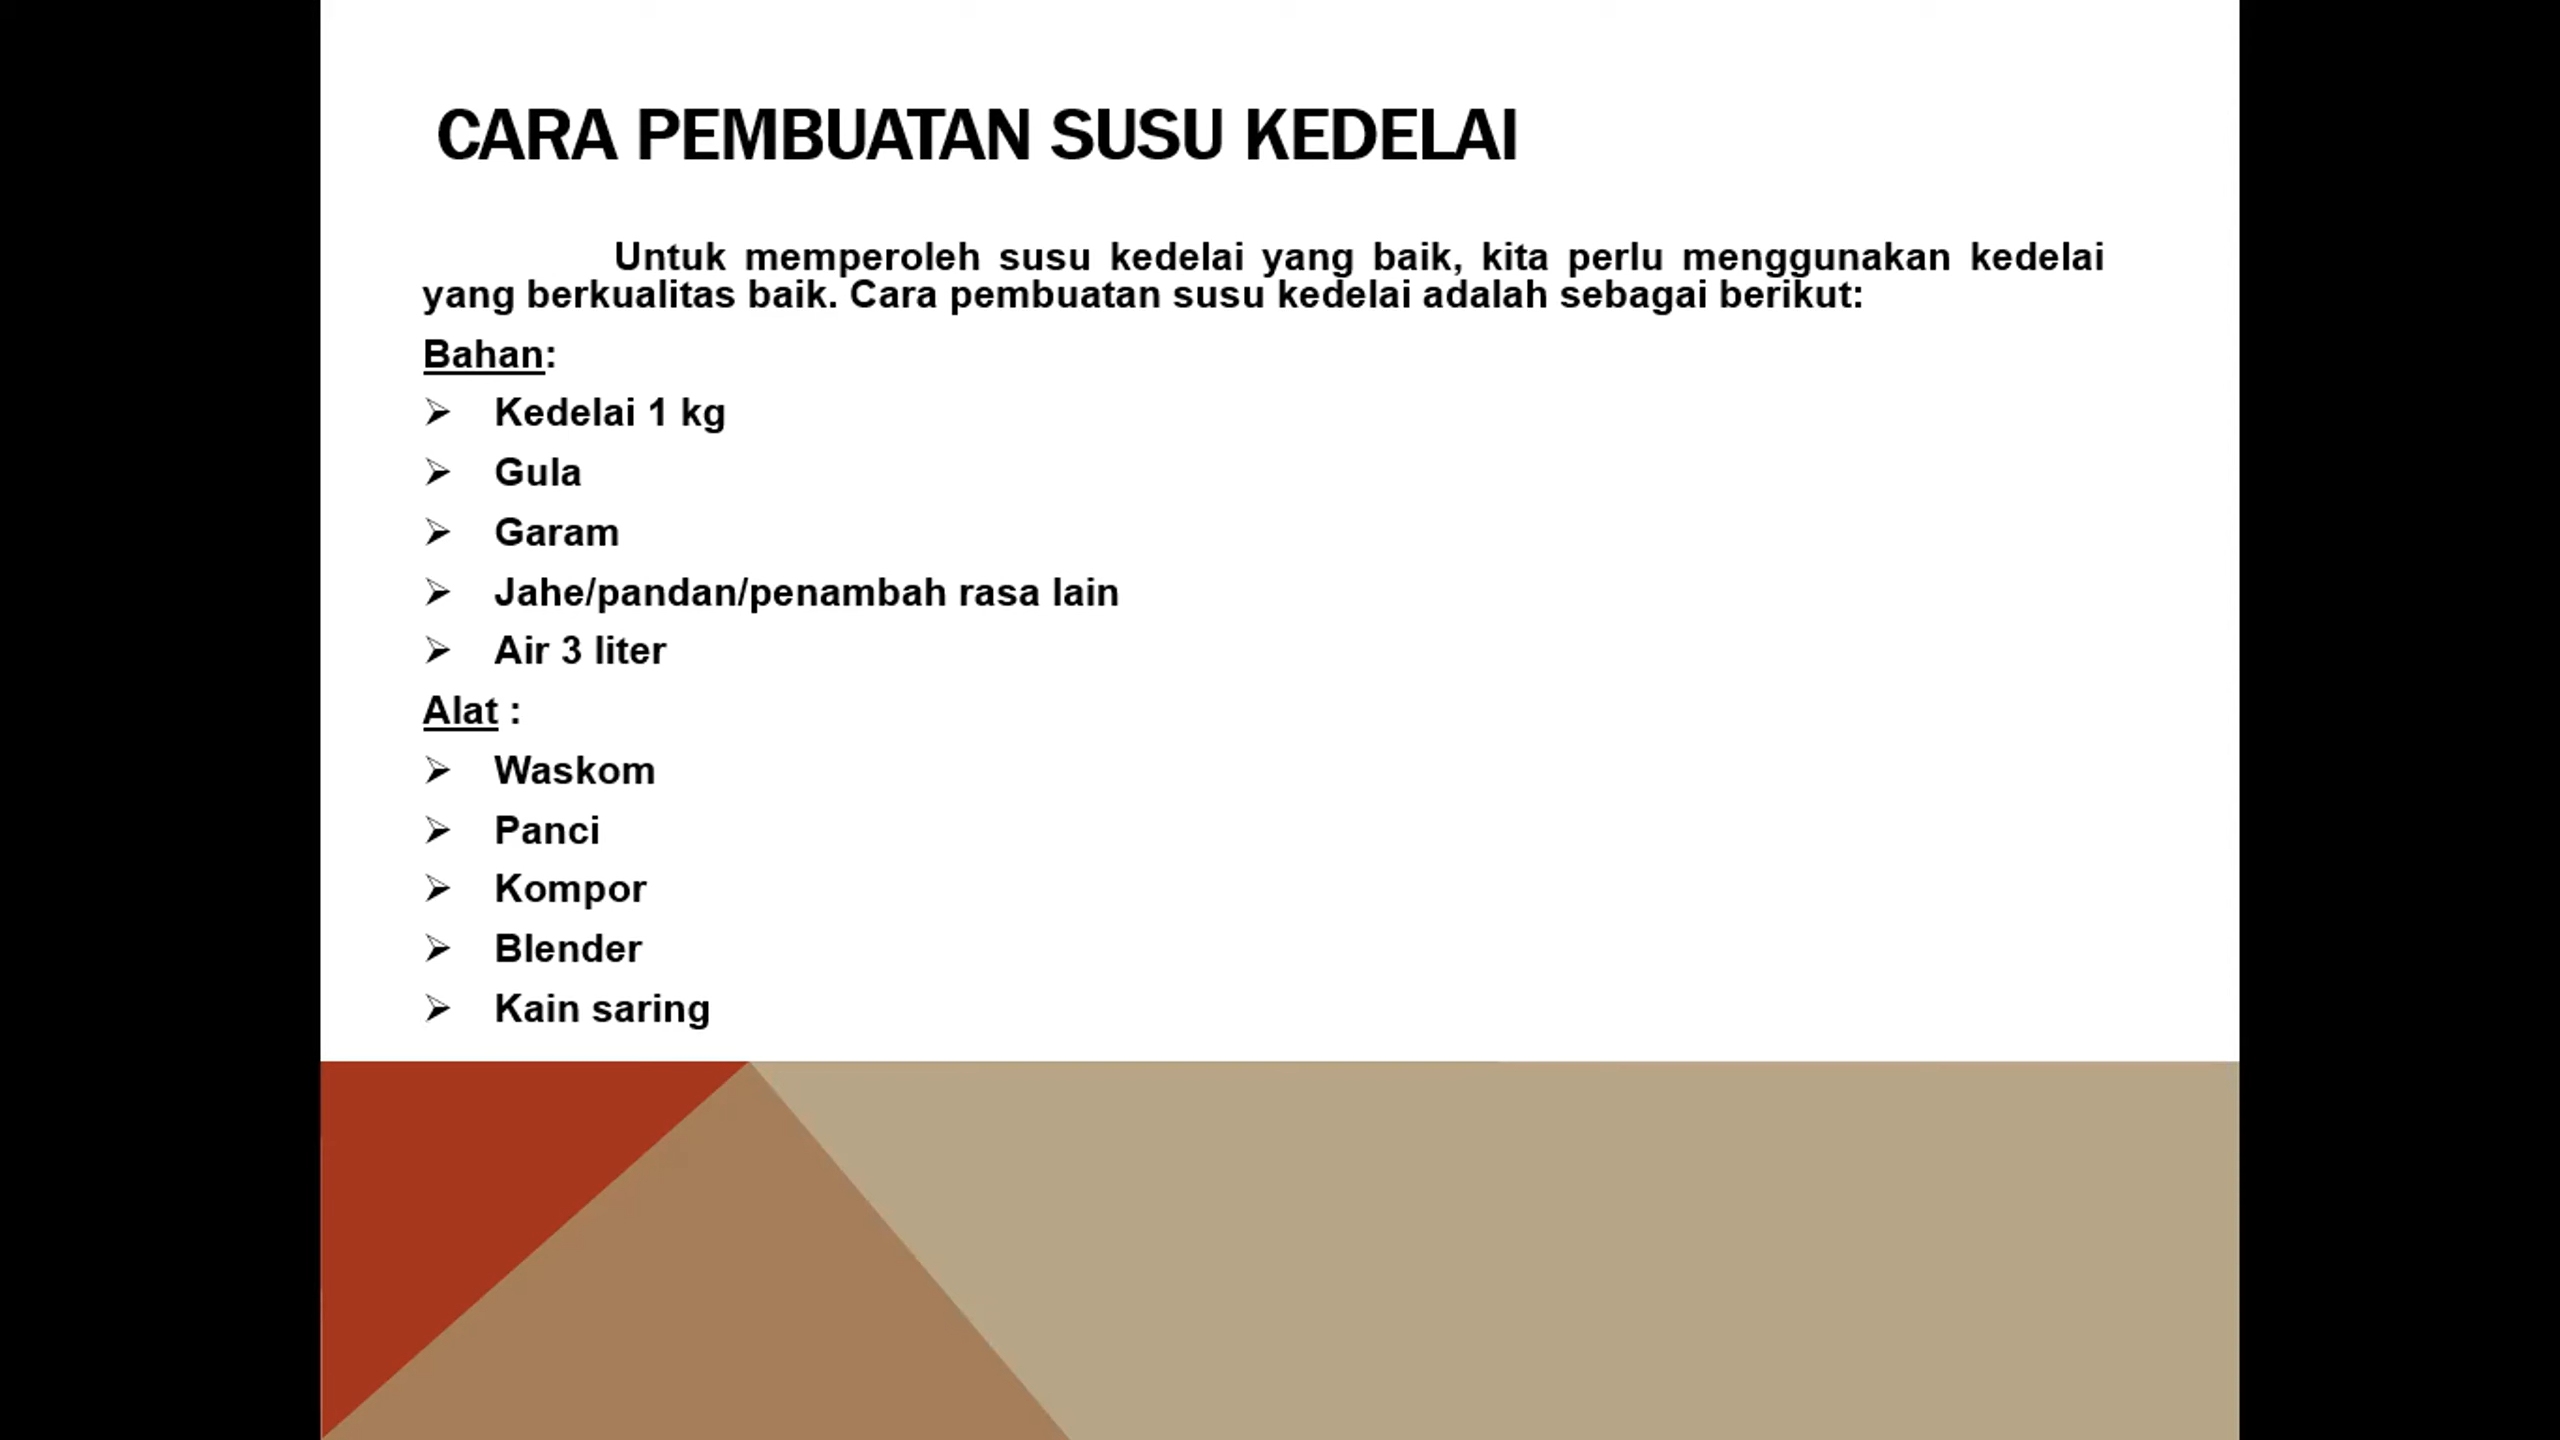 CARA PEMBUATAN SUSU KEDELAI
Untuk memperoleh susu kedelai yang baik, kita perlu menggunakan kedelai
yang berkualitas baik. Cara pembuatan susu kedelai adalah sebagai berikut:
Bahan:
➢ Kedelai 1 kg
➢ Gula
➢ Garam
➢ Jahe/pandan/penambah rasa lain
➢ Air 3 liter
Alat :
➢ Waskom
➢ Panci
➢ Kompor
➢ Blender
➢ Kain saring